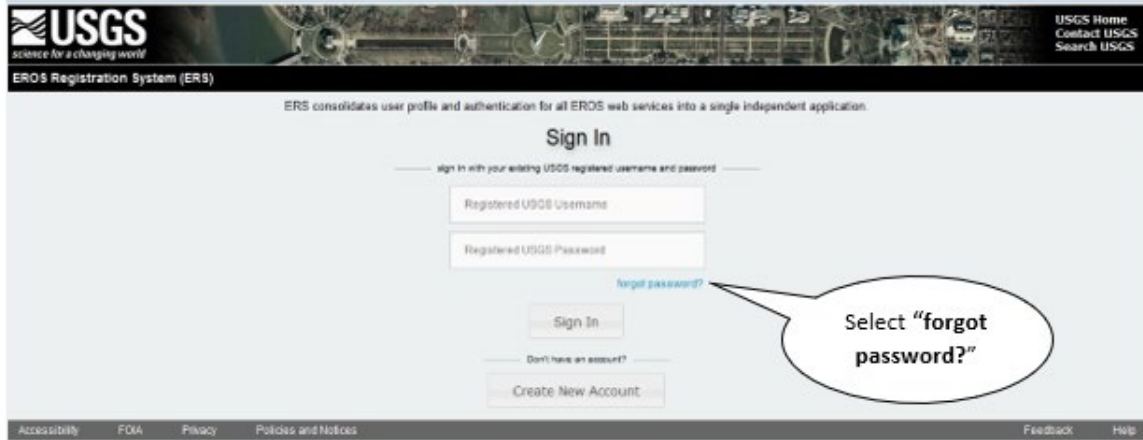 USGS
science for a changing world
USGS Home
Contact USGS
Search USGS
EROS Registration System (ERS)
ERS consolidates user profile and authentication for all EROS web services into a single independent application.
Sign In
sign in with your existing USGS registered username and password
Registered USGS Username
Registered USGS Password
forgot password?
Sign In
Select “forgot
password?”
Don't have an account?
Create New Account
Accessibility FOIA Privacy Policies and Notices Feedback Help